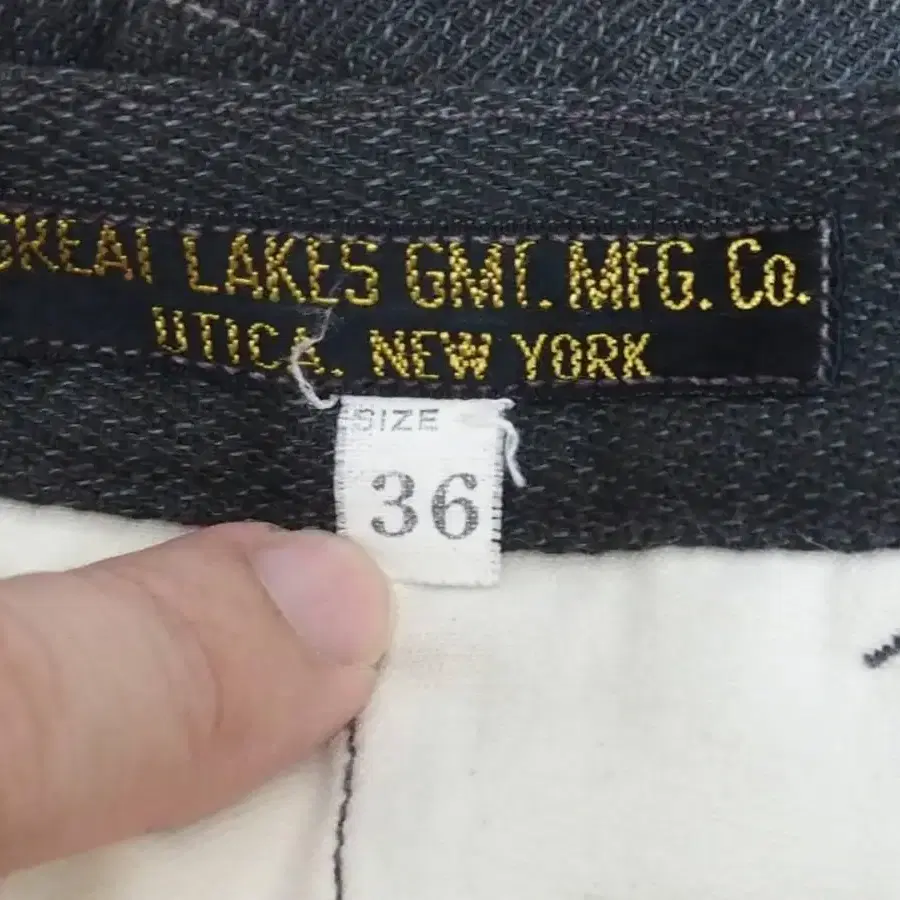 GREAT LAKES GMT. MFG. Co.
UTICA. NEW YORK
SIZE
36